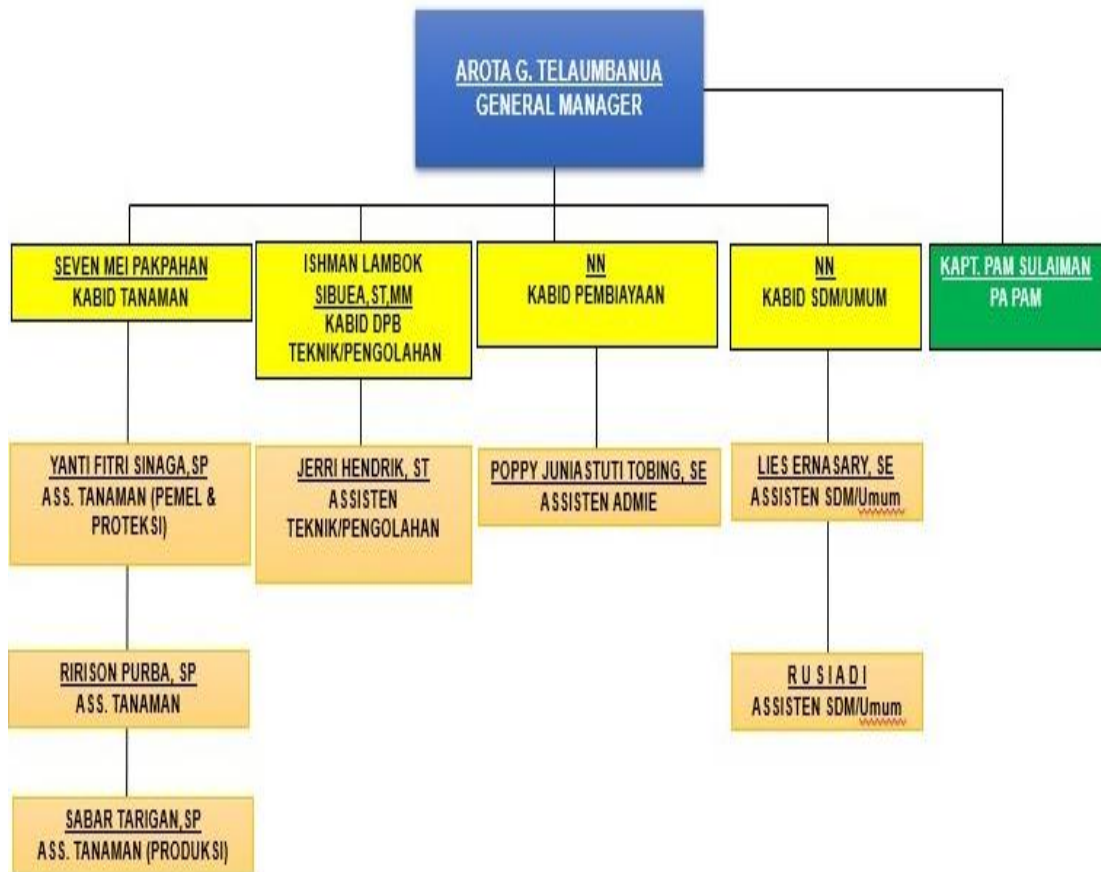 AROTA G. TELAUMBANUA
GENERAL MANAGER
SEVEN MEI PAKPAHAN
KABID TANAMAN
ISHMAN LAMBOK
SIBUEA,ST,MM
KABID DPB
TEKNIK/PENGOLAHAN
NN
KABID PEMBIAYAAN
NN
KABID SDM/UMUM
KAPT. PAM SULAIMAN
PA PAM
YANTI FITRI SINAGA,SP
ASS. TANAMAN (PEMEL &
PROTEKSI)
JERRI HENDRIK, ST
ASSISTEN
TEKNIK/PENGOLAHAN
POPPY JUNIASTUTI TOBING, SE
ASSISTEN ADMIE
LIES ERNASARY, SE
ASSISTEN SDM/Umum
RIRISON PURBA, SP
ASS. TANAMAN
R U S I A D I
ASSISTEN SDM/Umum
SABAR TARIGAN,SP
ASS. TANAMAN (PRODUKSI)